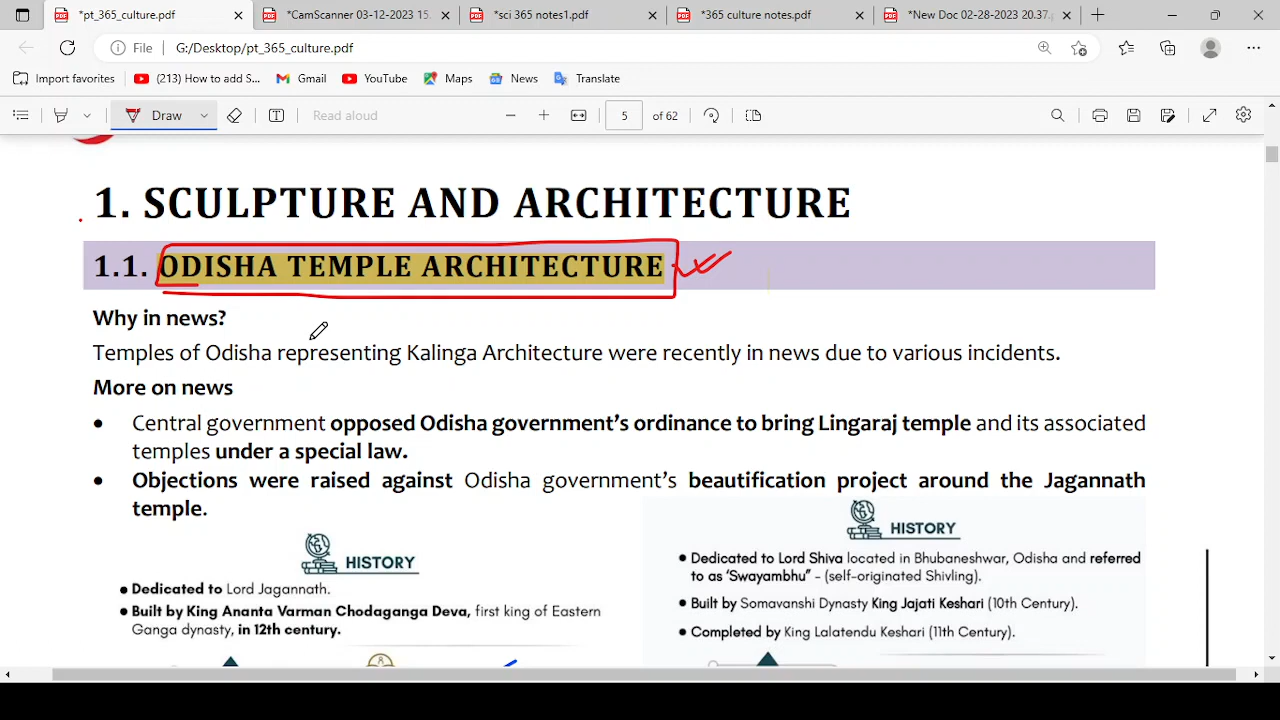 *pt_365_culture.pdf
*CamScanner 03-12-2023 15.
*sci 365 notes1.pdf
*365 culture notes.pdf
*New Doc 02-28-2023 20.37.
File
G:/Desktop/pt_365_culture.pdf
Import favorites
(213) How to add S...
Gmail
YouTube
Maps
News
Translate
Draw
Read aloud
5
of 62
1. SCULPTURE AND ARCHITECTURE
1.1. ODISHA TEMPLE ARCHITECTURE
Why in news?
Temples of Odisha representing Kalinga Architecture were recently in news due to various incidents.
More on news
• Central government opposed Odisha government's ordinance to bring Lingaraj temple and its associated
temples under a special law.
• Objections were raised against Odisha government's beautification project around the Jagannath
temple.
HISTORY
• Dedicated to Lord Jagannath.
• Built by King Ananta Varman Chodaganga Deva, first king of Eastern
Ganga dynasty, in 12th century.
HISTORY
• Dedicated to Lord Shiva located in Bhubaneshwar, Odisha and referred
to as ‘Swayambhu” - (self-originated Shivling).
• Built by Somavanshi Dynasty King Jajati Keshari (10th Century).
• Completed by King Lalatendu Keshari (11th Century).